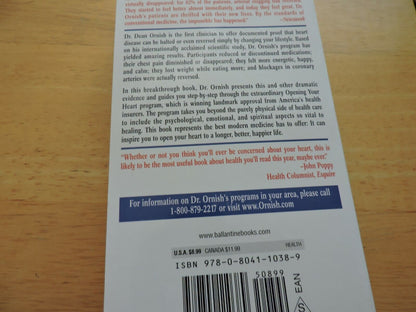 virtually disappeared; for 82% of the patients, arterial clogging had reversed.
They started to feel better almost immediately, and today they feel great. Dr.
Ornish's patients are thrilled with their new lives. By the standards of
conventional medicine, the impossible has happened."
—Newsweek
Dr. Dean Ornish is the first clinician to offer documented proof that heart
disease can be halted or even reversed simply by changing your lifestyle. Based
on his internationally acclaimed scientific study, Dr. Ornish's program has
yielded amazing results. Participants reduced or discontinued medications;
their chest pain diminished or disappeared; they felt more energetic, happy,
and calm; they lost weight while eating more; and blockages in coronary
arteries were actually reversed.
In this breakthrough book, Dr. Ornish presents this and other dramatic
evidence and guides you step-by-step through the extraordinary Opening Your
Heart program, which is winning landmark approval from America's health
insurers. The program takes you beyond the purely physical side of health care
to include the psychological, emotional, and spiritual aspects so vital to
healing. This book represents the best modern medicine has to offer: It can
inspire you to open your heart to a longer, better, happier life.
"Whether or not you think you'll ever be concerned about your heart, this is
likely to be the most useful book about health you'll read this year, maybe ever"
—John Poppy
Health Columnist, Esquire
For information on Dr. Ornish's programs in your area, please call
1-800-879-2217 or visit www.Ornish.com
www.ballantinebooks.com
U.S.A. $8.99 CANADA $11.99 HEALTH
ISBN 978-0-8041-1038-9
50899
EAN
S